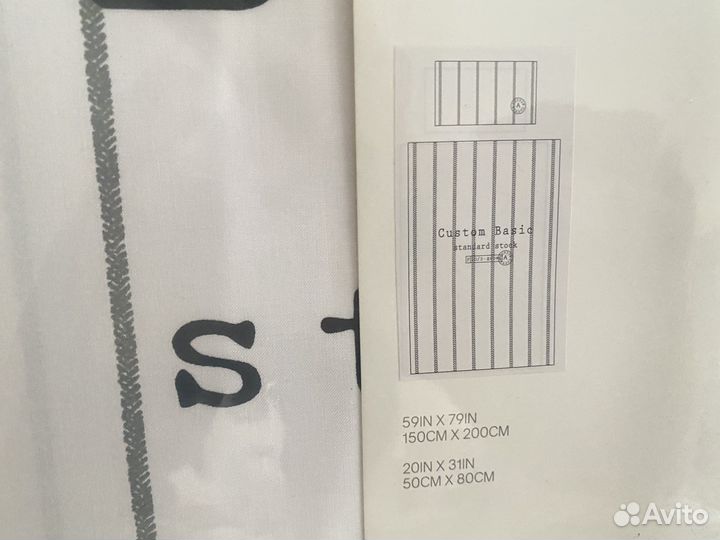 s t
Custom Basic
standard stock
A
59IN X 79IN
150CM X 200CM
20IN X 31IN
50CM X 80CM
Avito